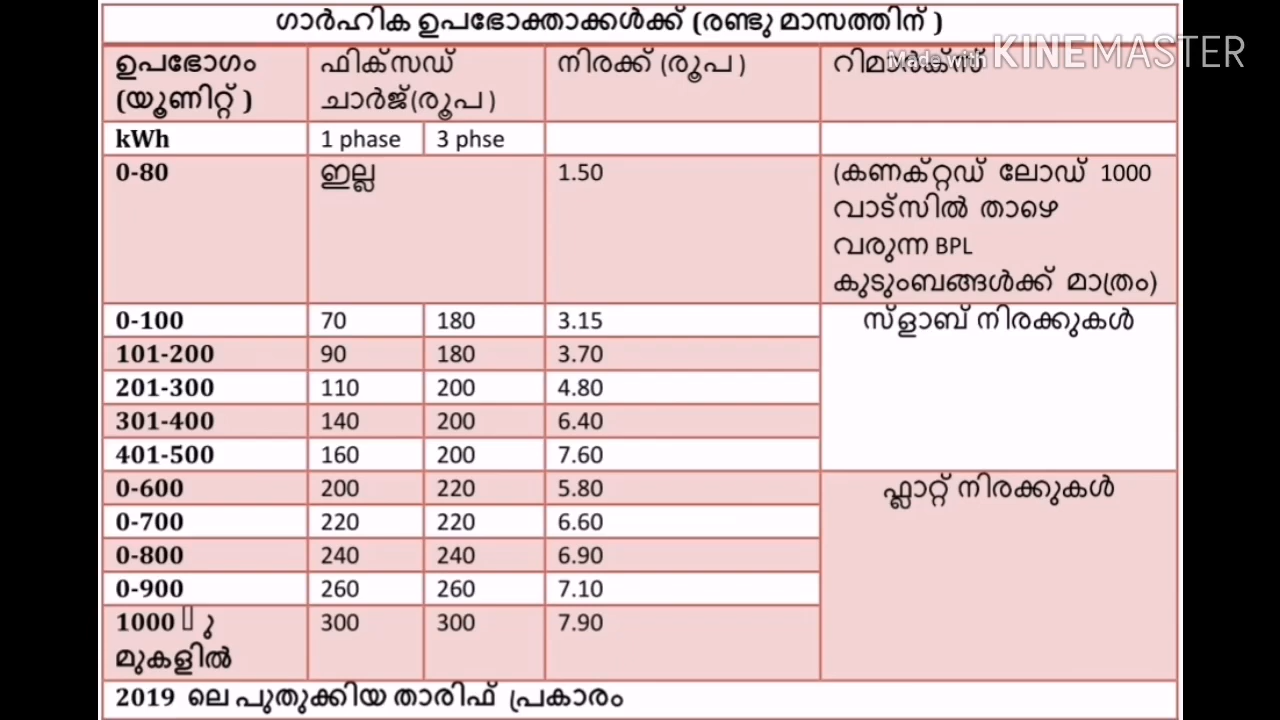 ഗാർഹിക ഉപഭോക്താക്കൾക്ക് (രണ്ടു മാസത്തിന് )
Made with KINEMASTER
ഉപഭോഗം (യൂണിറ്റ് )
ഫിക്സഡ് ചാർജ്(രൂപ )
നിരക്ക് (രൂപ )
റിമാർക്സ്
kWh 1 phase 3 phse
0-80 ഇല്ല 1.50
(കണക്റ്റഡ് ലോഡ് 1000
വാട്സിൽ താഴെ
വരുന്ന BPL
കുടുംബങ്ങൾക്ക് മാത്രം)
0-100 70 180 3.15 സ്ളാബ് നിരക്കുകൾ
101-200 90 180 3.70
201-300 110 200 4.80
301-400 140 200 6.40
401-500 160 200 7.60
0-600 200 220 5.80 ഫ്ലാറ്റ് നിരക്കുകൾ
0-700 220 220 6.60
0-800 240 240 6.90
0-900 260 260 7.10
1000 300 300 7.90
മുകളിൽ
2019 ലെ പുതുക്കിയ താരിഫ് പ്രകാരം